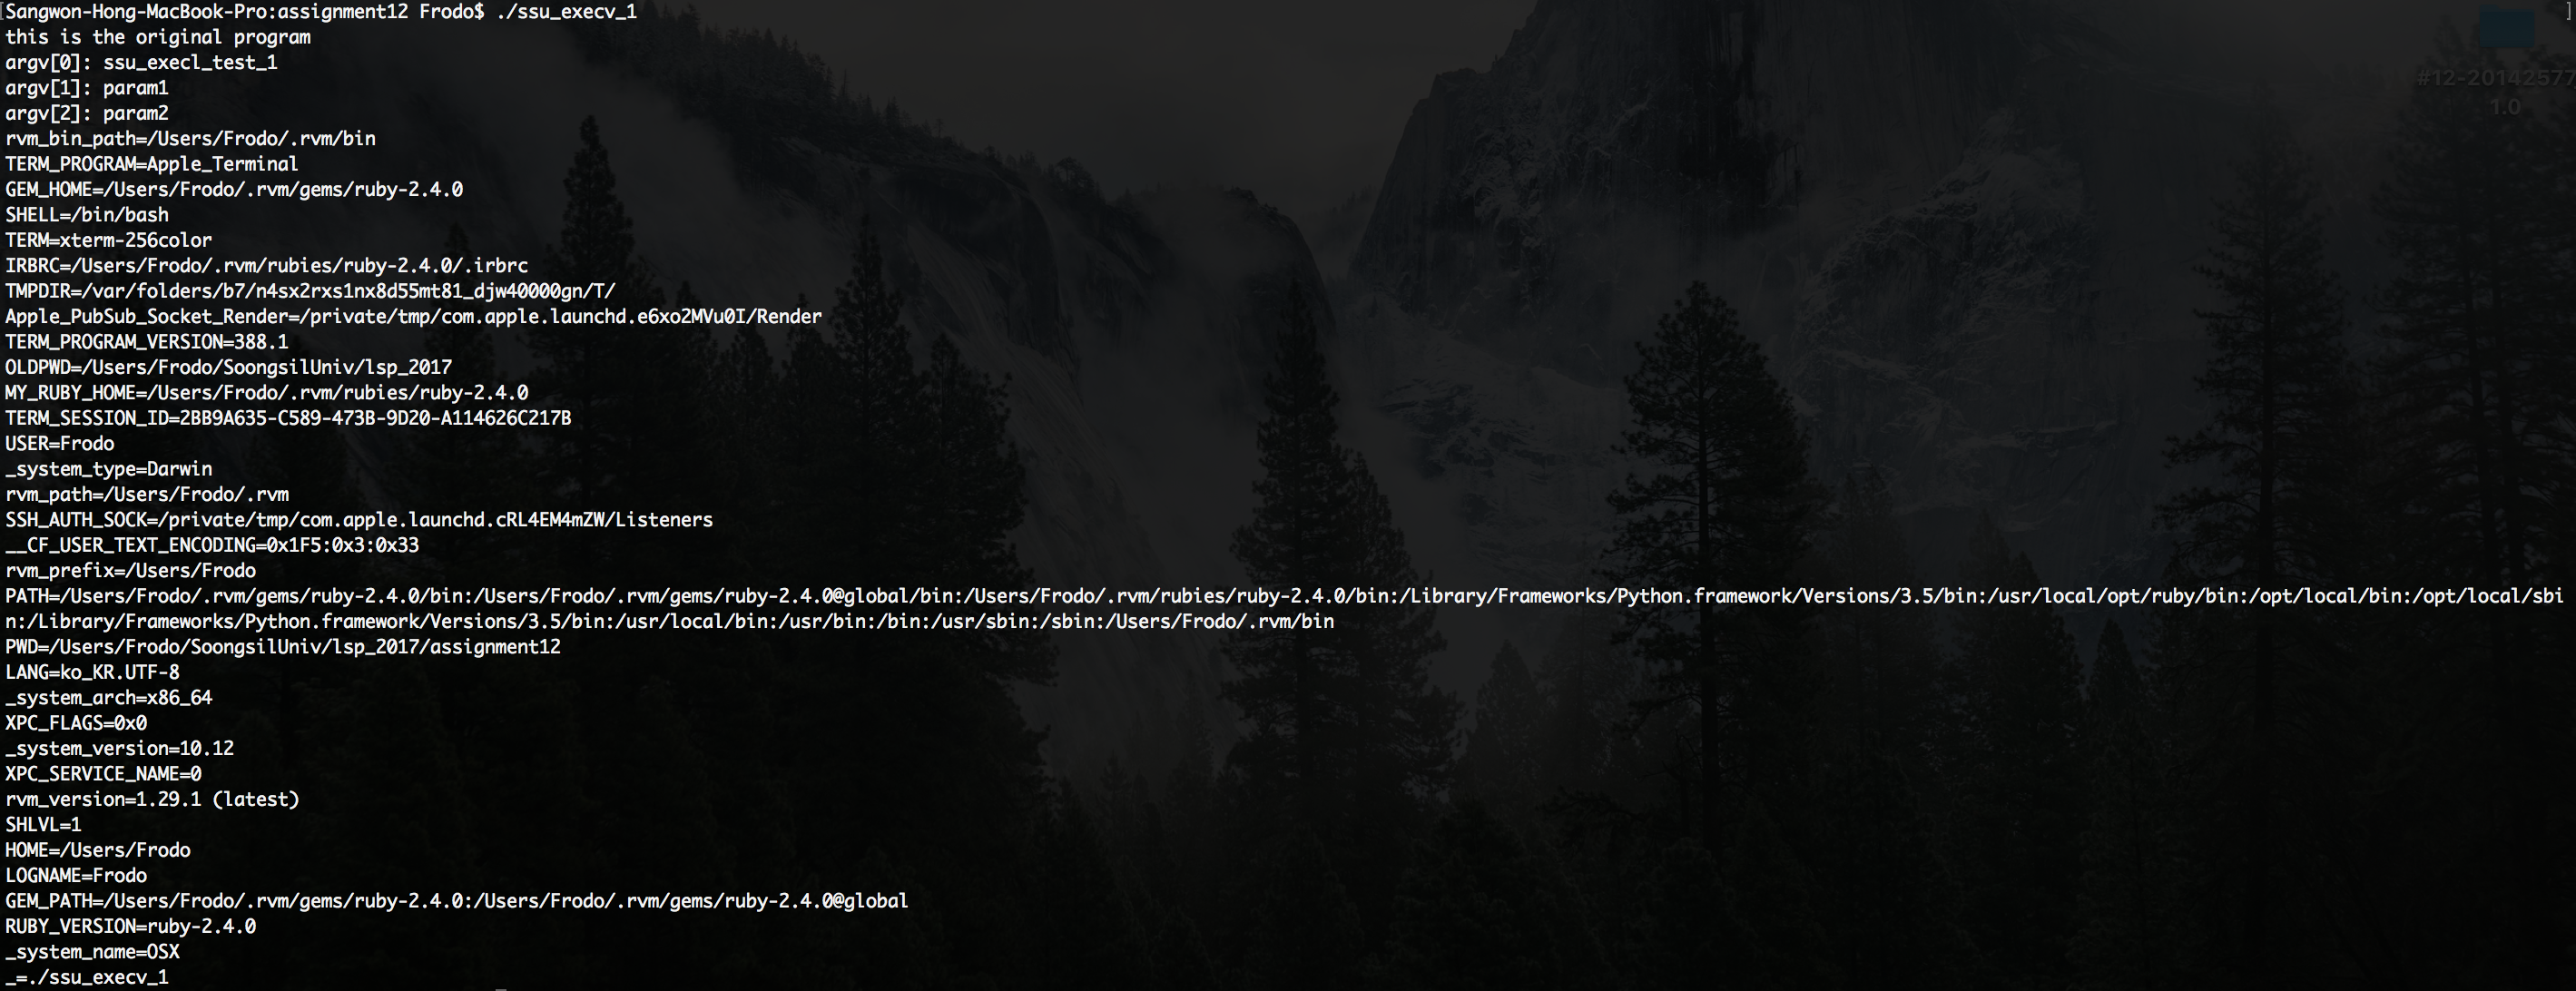 [Sangwon-Hong-MacBook-Pro:assignment12 Frodo$ ./ssu_execv_1 ]
this is the original program
argv[0]: ssu_execl_test_1
argv[1]: param1
argv[2]: param2
rvm_bin_path=/Users/Frodo/.rvm/bin
TERM_PROGRAM=Apple_Terminal
GEM_HOME=/Users/Frodo/.rvm/gems/ruby-2.4.0
SHELL=/bin/bash
TERM=xterm-256color
IRBRC=/Users/Frodo/.rvm/rubies/ruby-2.4.0/.irbrc
TMPDIR=/var/folders/b7/n4sx2rxs1nx8d55mt81_djw40000gn/T/
Apple_PubSub_Socket_Render=/private/tmp/com.apple.launchd.e6xo2MVu0I/Render
TERM_PROGRAM_VERSION=388.1
OLDPWD=/Users/Frodo/SoongsilUniv/lsp_2017
MY_RUBY_HOME=/Users/Frodo/.rvm/rubies/ruby-2.4.0
TERM_SESSION_ID=2BB9A635-C589-473B-9D20-A114626C217B
USER=Frodo
_system_type=Darwin
rvm_path=/Users/Frodo/.rvm
SSH_AUTH_SOCK=/private/tmp/com.apple.launchd.cRL4EM4mZW/Listeners
__CF_USER_TEXT_ENCODING=0x1F5:0x3:0x33
rvm_prefix=/Users/Frodo
PATH=/Users/Frodo/.rvm/gems/ruby-2.4.0/bin:/Users/Frodo/.rvm/gems/ruby-2.4.0@global/bin:/Users/Frodo/.rvm/rubies/ruby-2.4.0/bin:/Library/Frameworks/Python.framework/Versions/3.5/bin:/usr/local/opt/ruby/bin:/opt/local/bin:/opt/local/sbi
n:/Library/Frameworks/Python.framework/Versions/3.5/bin:/usr/local/bin:/usr/bin:/bin:/usr/sbin:/sbin:/Users/Frodo/.rvm/bin
PWD=/Users/Frodo/SoongsilUniv/lsp_2017/assignment12
LANG=ko_KR.UTF-8
_system_arch=x86_64
XPC_FLAGS=0x0
_system_version=10.12
XPC_SERVICE_NAME=0
rvm_version=1.29.1 (latest)
SHLVL=1
HOME=/Users/Frodo
LOGNAME=Frodo
GEM_PATH=/Users/Frodo/.rvm/gems/ruby-2.4.0:/Users/Frodo/.rvm/gems/ruby-2.4.0@global
RUBY_VERSION=ruby-2.4.0
_system_name=OSX
_=./ssu_execv_1
#12-20142577
1.0